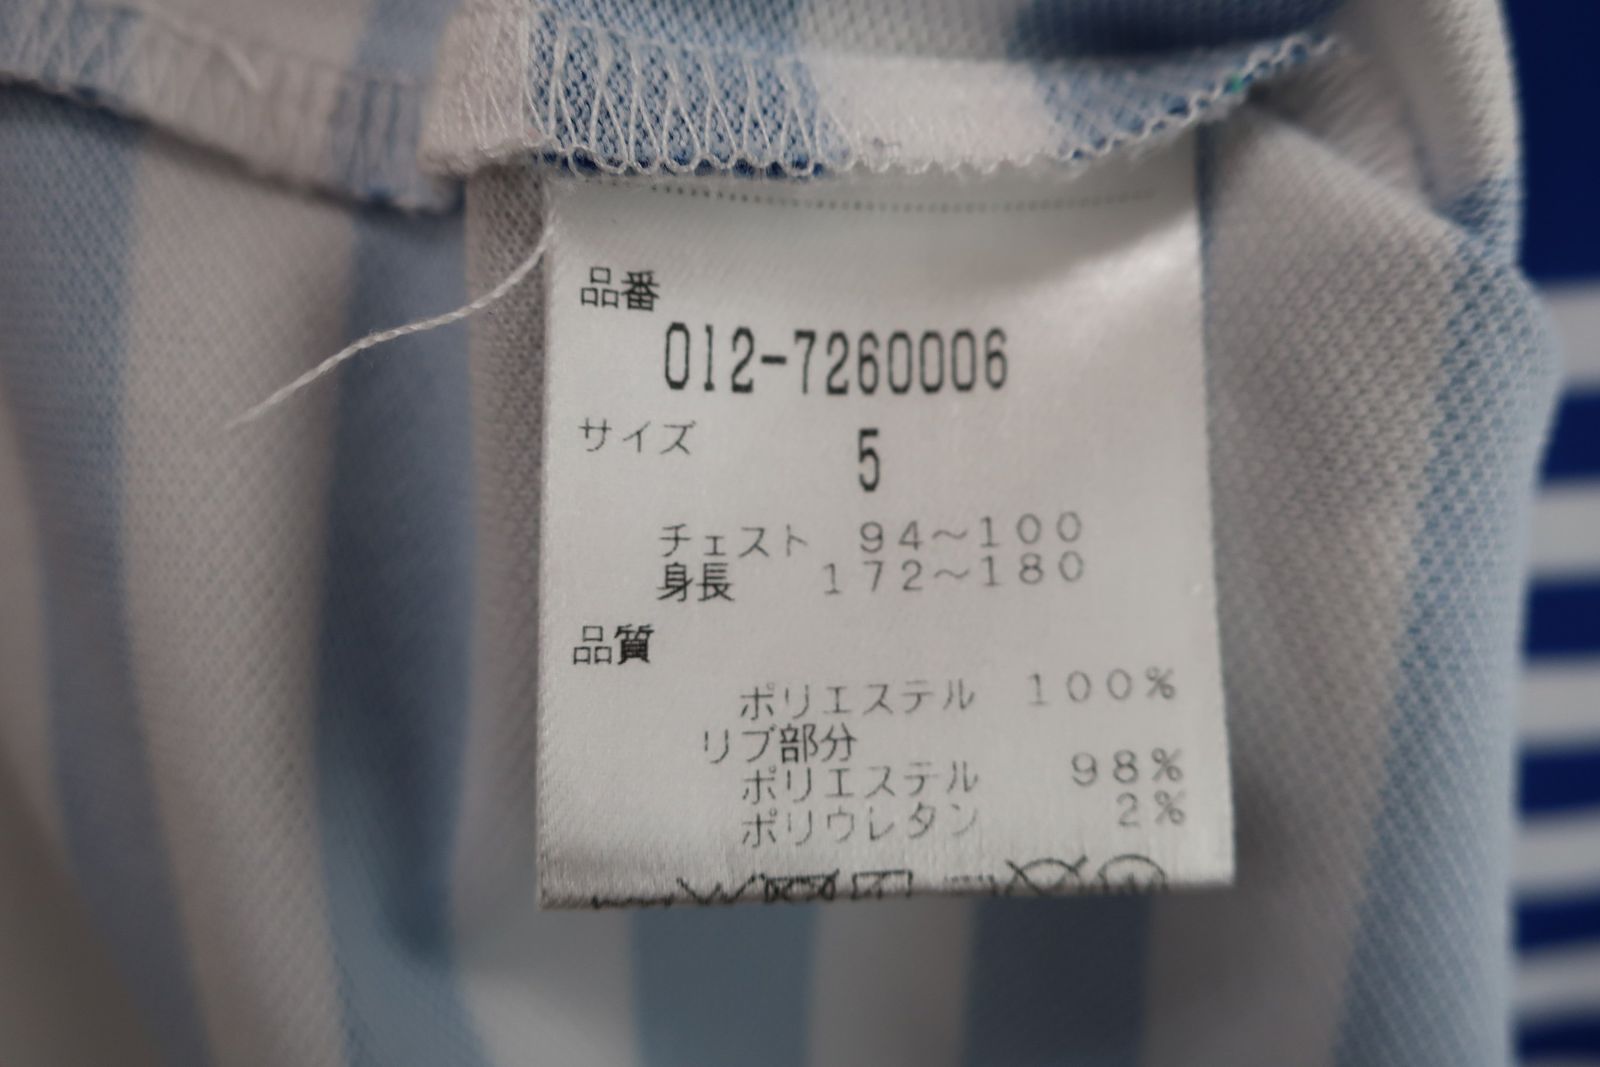 品番
012-7260006
サイズ 5
チェスト 94～100
身長 172～180
品質
ポリエステル 100%
リブ部分
ポリエステル 98%
ポリウレタン 2%